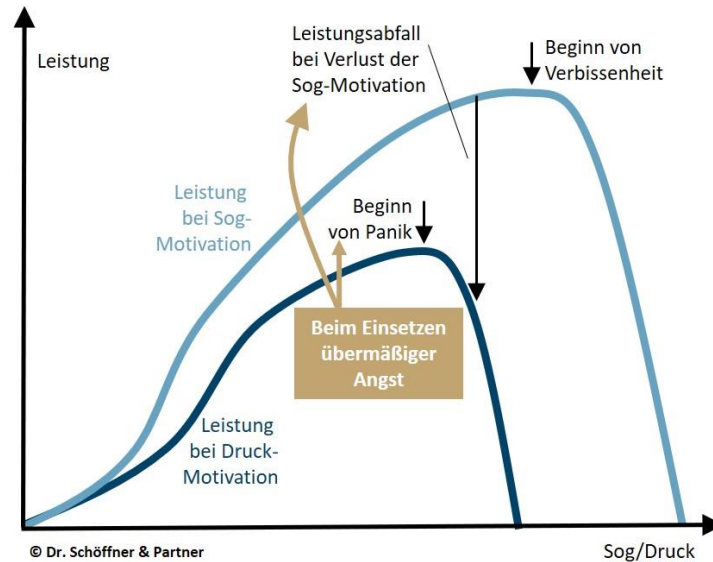 Leistung
Leistungsabfall
bei Verlust der
Sog-Motivation
Beginn von
Verbissenheit
Leistung
bei Sog-
Motivation
Beginn
von Panik
Beim Einsetzen
übermäßiger
Angst
Leistung
bei Druck-
Motivation
© Dr. Schöffner & Partner
Sog/Druck